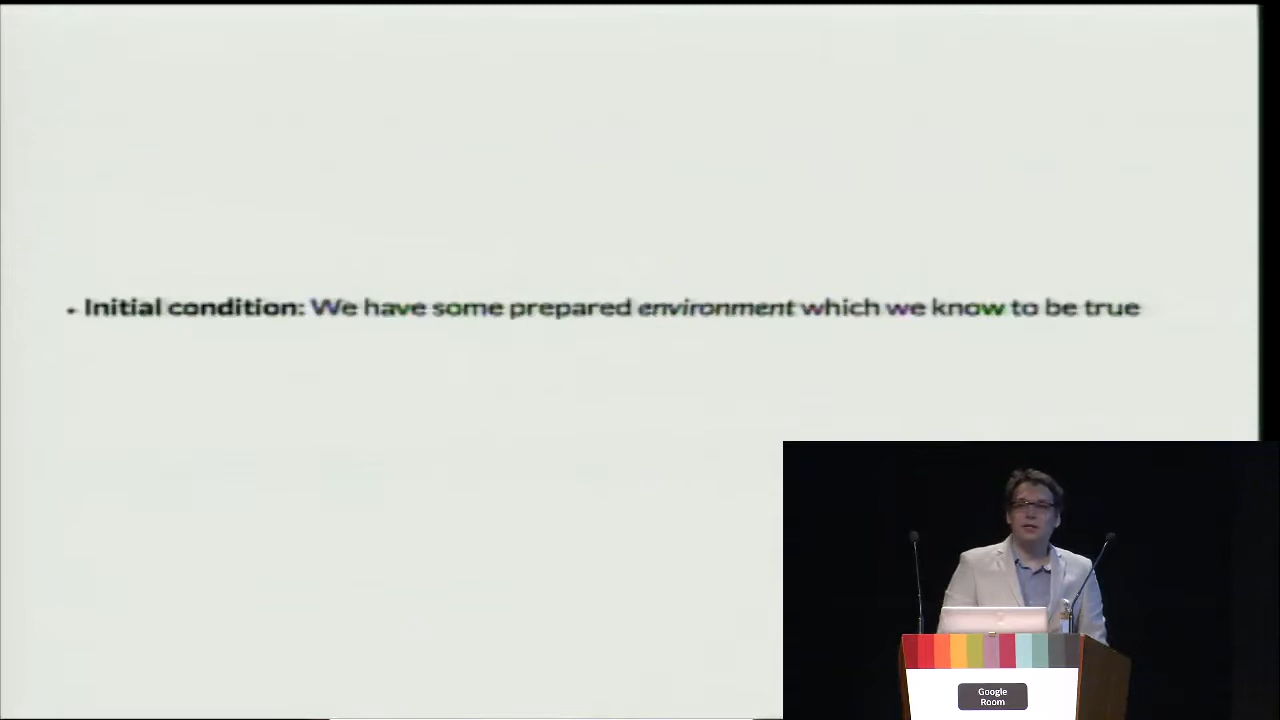 • Initial condition: We have some prepared environment which we know to be true
Google
Room